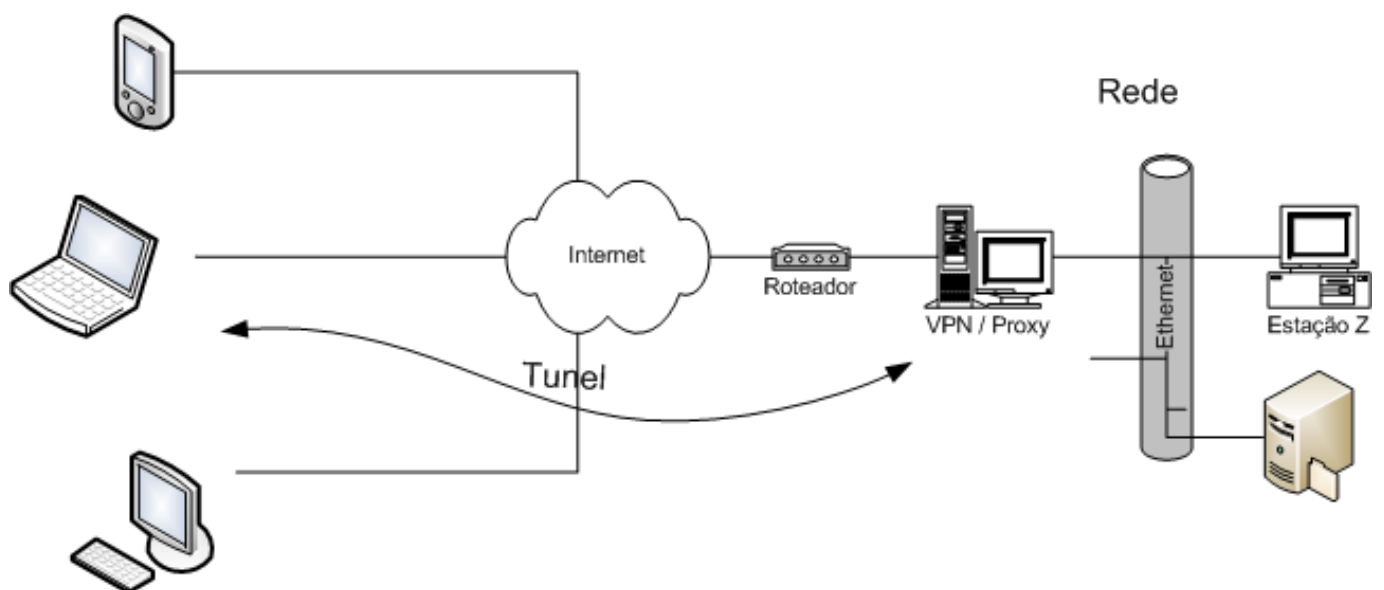 Rede
Internet
Roteador
VPN / Proxy
Ethernet
Estação Z
Tunel